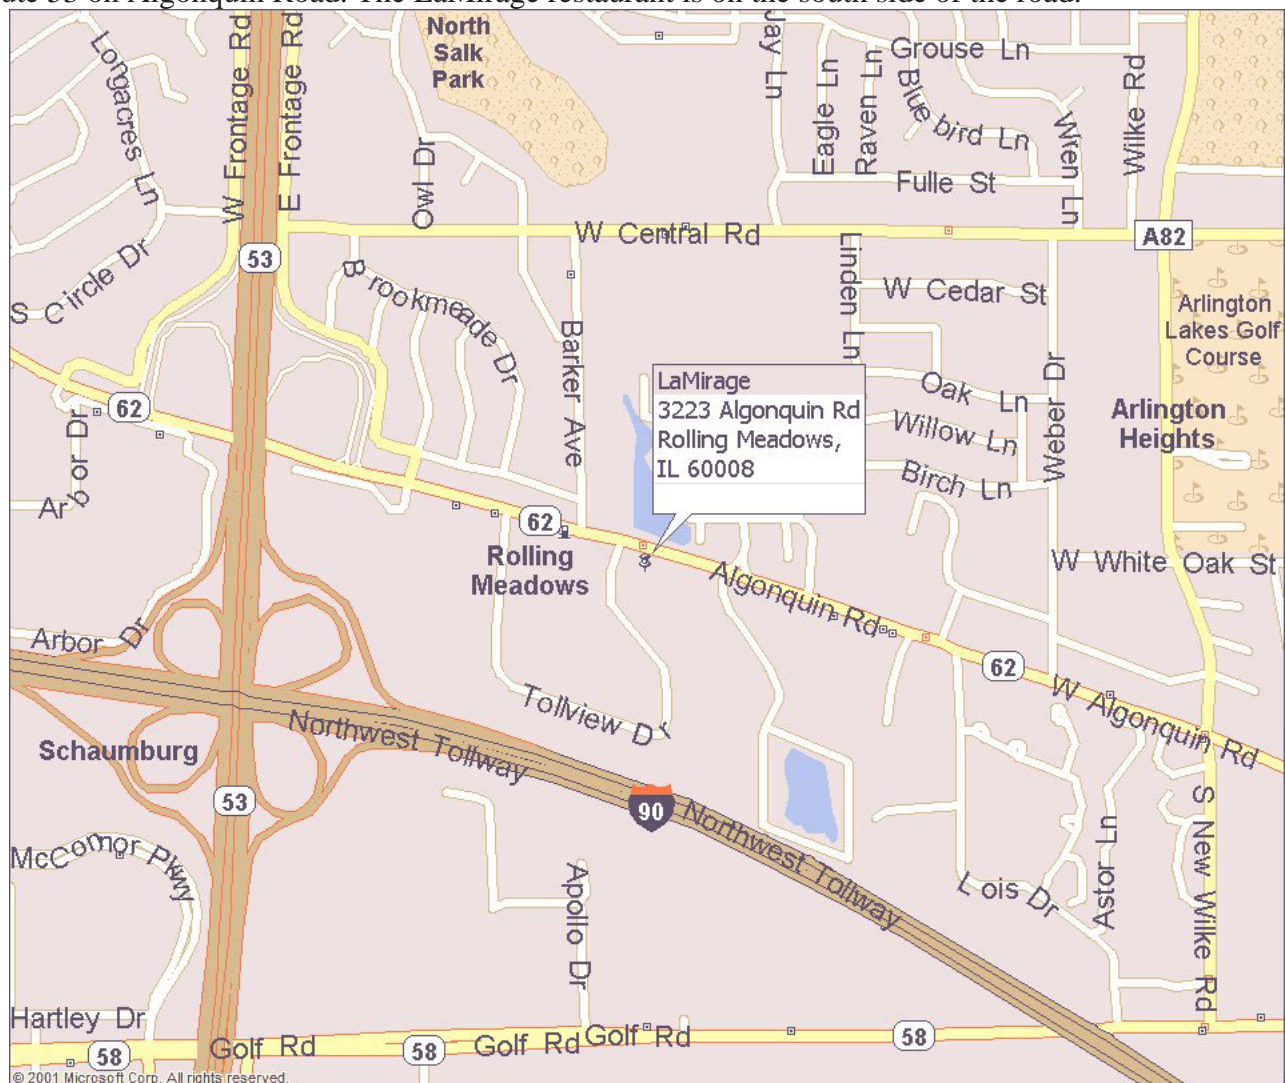 ute 53 on Algonquin Road. The LaMirage restaurant is on the south side of the road.
North
Salk
Park
Longacres Ln
W Frontage Rd
E Frontage Rd
Owl Dr
Jay Ln
Eagle Ln
Raven Ln
Grouse Ln
Blue bird Ln
Wren Ln
Wilke Rd
Fulle St
W Central Rd
A82
53
S Circle Dr
Brookmeade Dr
Barker Ave
Linden Ln
W Cedar St
Arlington
Lakes Golf
Course
LaMirage
3223 Algonquin Rd
Rolling Meadows,
IL 60008
Oak Ln
Willow Ln
Birch Ln
Weber Dr
Arlington
Heights
62
Arbor Dr
Ar
62
Rolling
Meadows
Algonquin Rd
W White Oak St
Arbor Dr
62
W Algonquin Rd
Tollview Dr
Northwest Tollway
Schaumburg
53
90
Northwest Tollway
McConnor Pkwy
Apollo Dr
Lois Dr
Astor Ln
S New Wilke Rd
Hartley Dr
58
Golf Rd
58
Golf Rd
Golf Rd
58
© 2001 Microsoft Corp. All rights reserved.